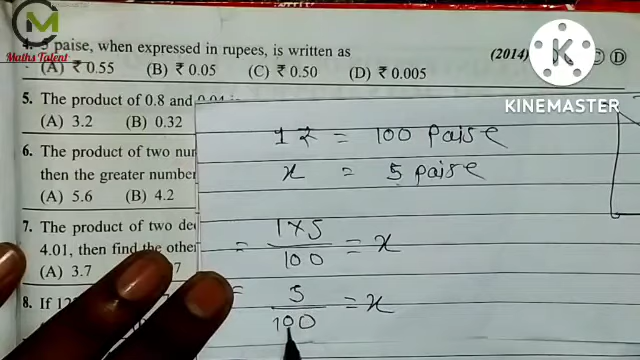 Maths Talent
4. 5 paise, when expressed in rupees, is written as (2014)
(A) ₹ 0.55 (B) ₹ 0.05 (C) ₹ 0.50 (D) ₹ 0.005
C D
K
KINEMASTER
5. The product of 0.8 and 0.04 is
(A) 3.2 (B) 0.32
6. The product of two
then the greater number
(A) 5.6 (B) 4.2
7. The product of two
4.01, then find the
(A) 3.7
8. If
1 ₹ = 100 Paise
x = 5 paise
= 1×5 / 100 = x
= 5 / 100 = x